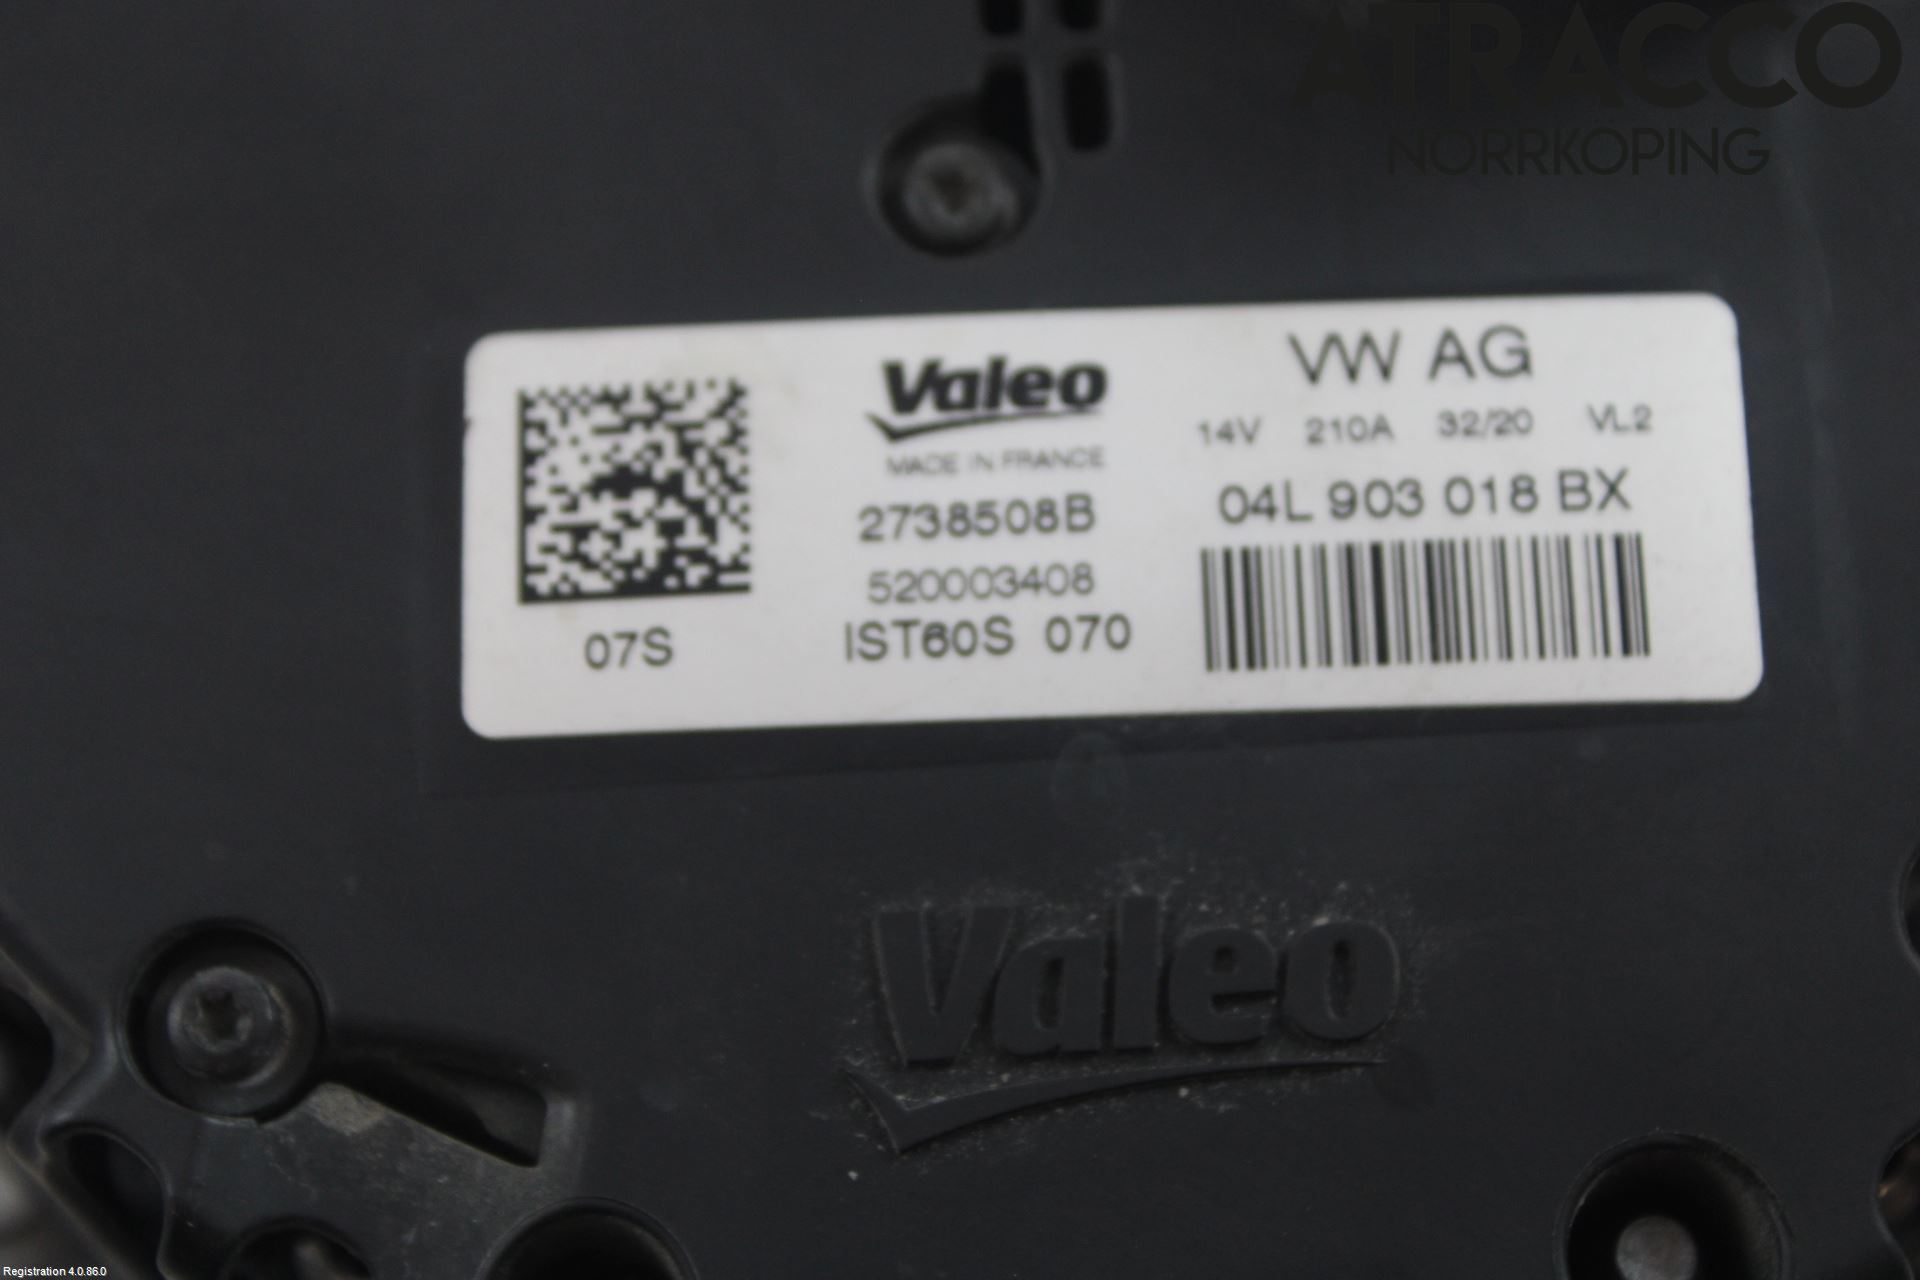 ATRACCO
NORRKÖPING
Valeo
MADE IN FRANCE
2738508B
520003408
IST60S 070
07S
VW AG
14V 210A 32/20 VL2
04L 903 018 BX
Valeo
Registration 4.0.86.0